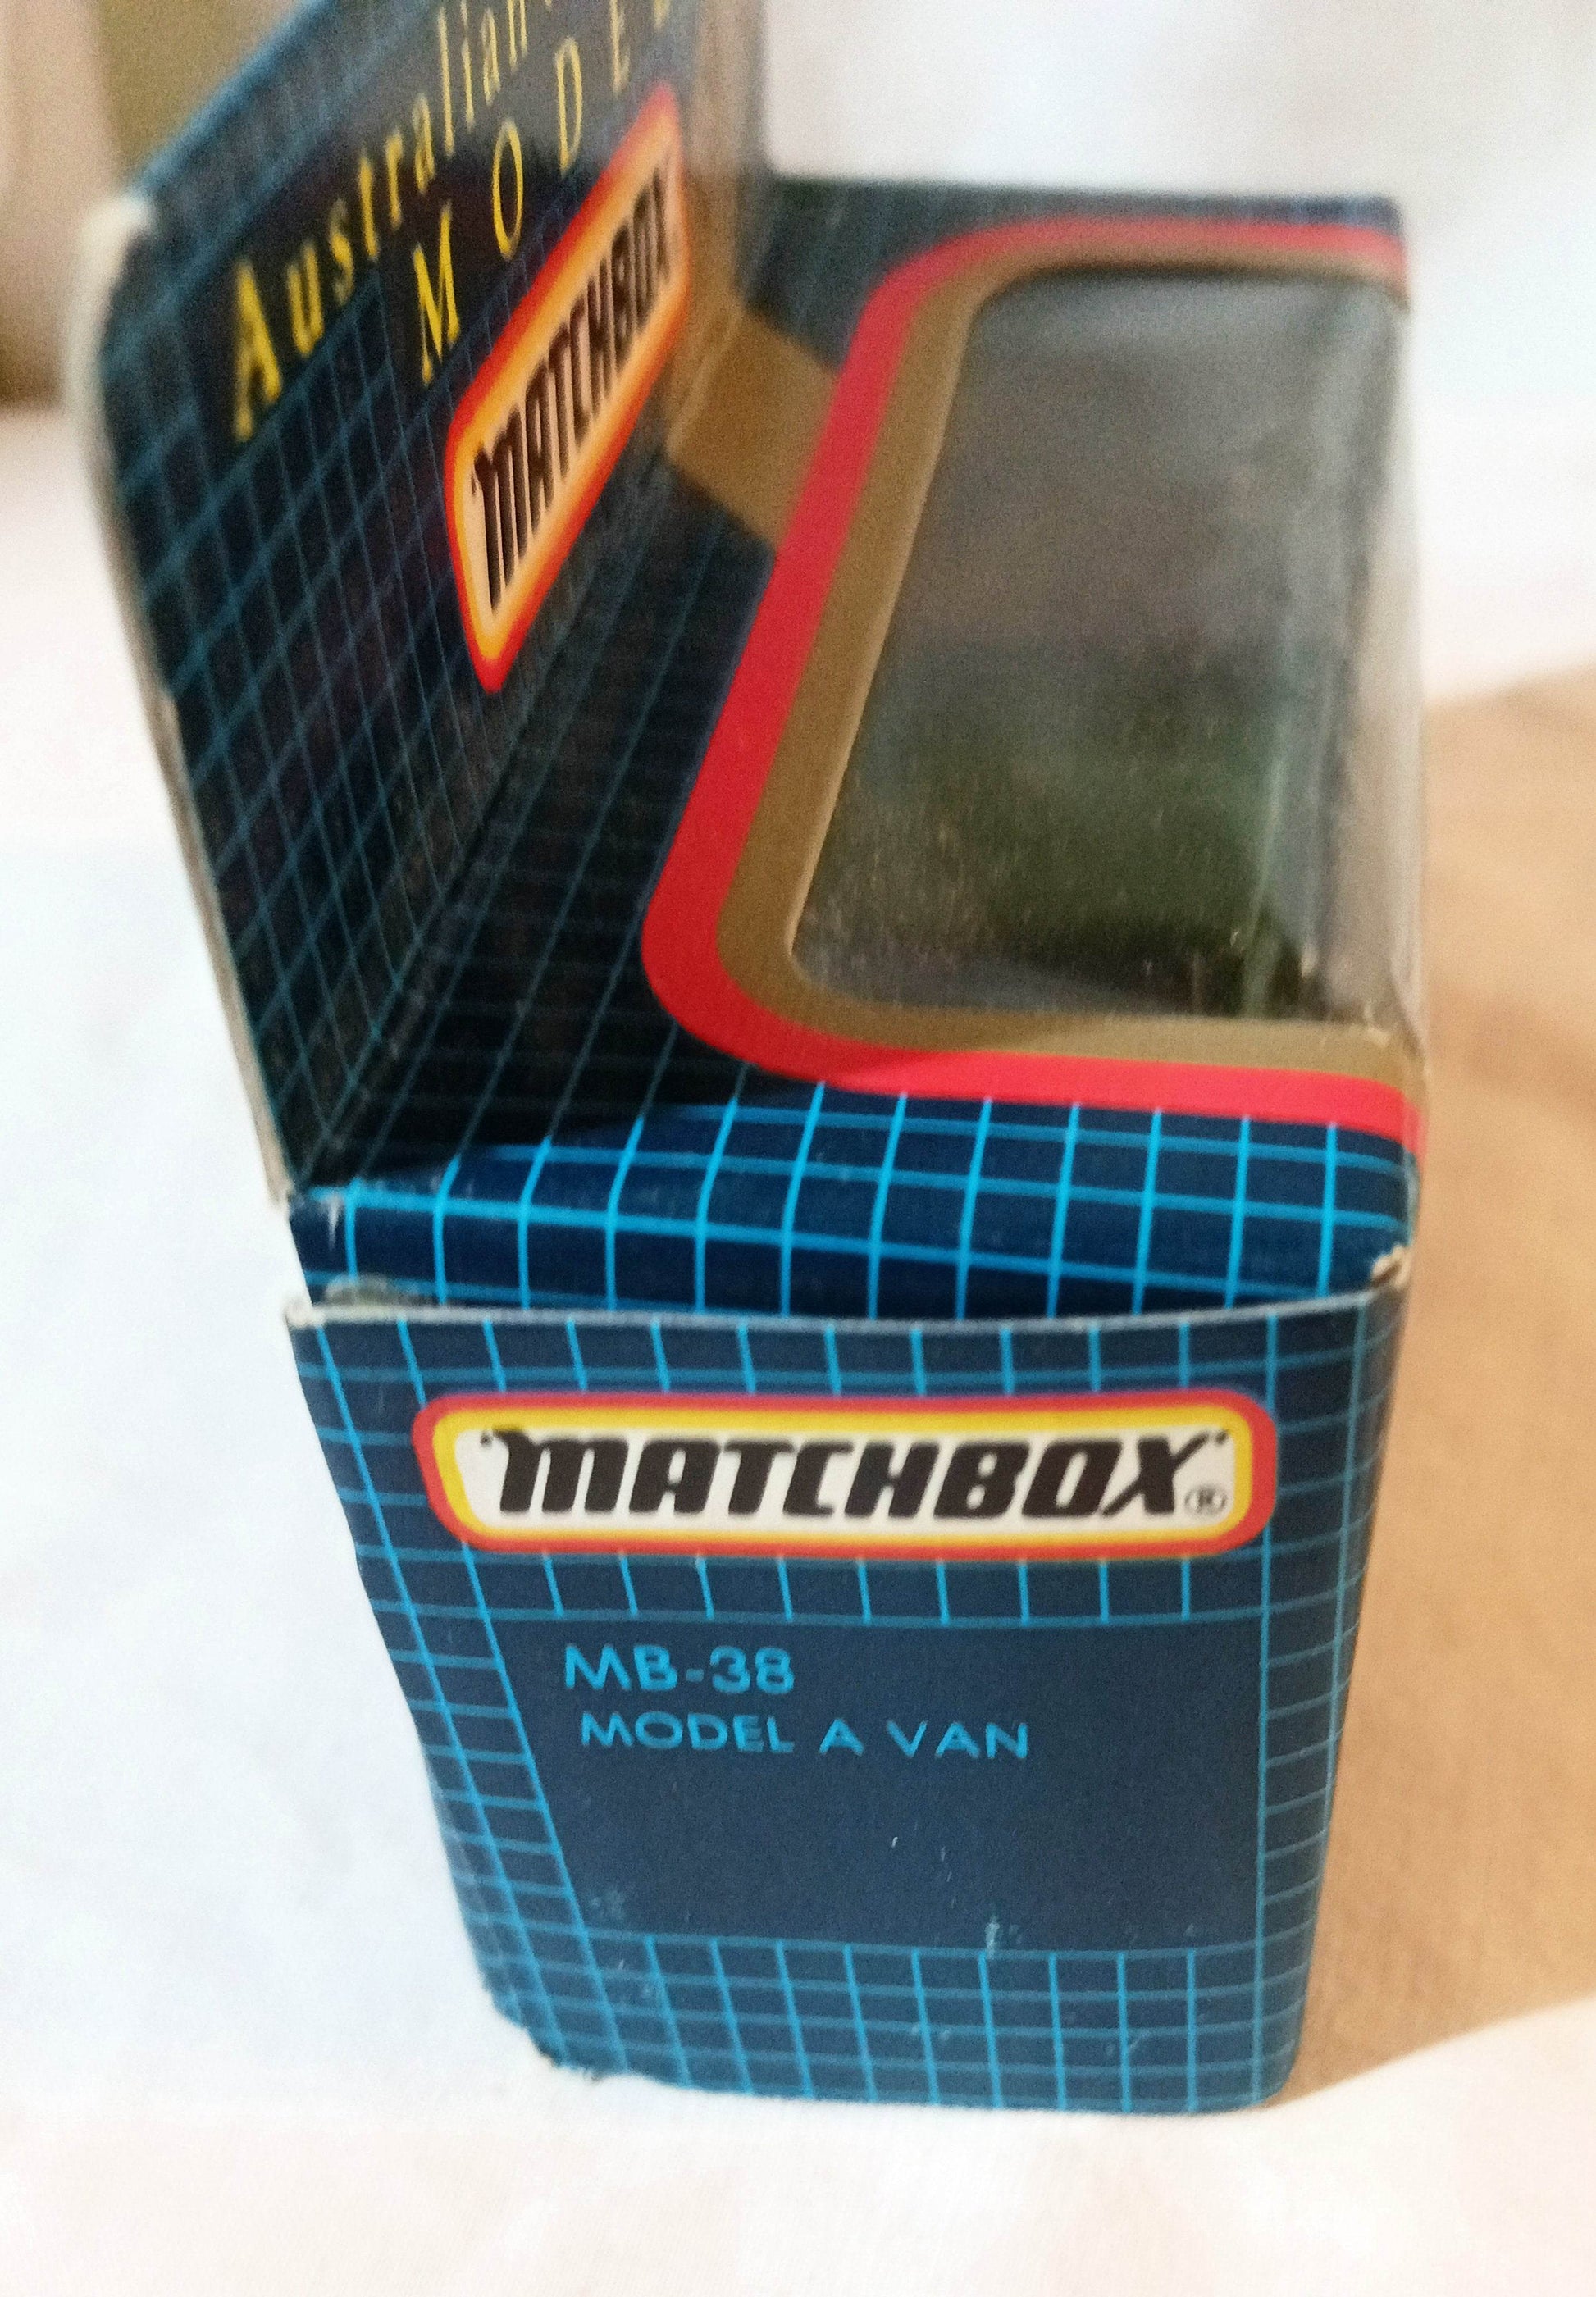 Australian
MODE
MATCHBOX
"MATCHBOX"®
MB-38
MODEL A VAN